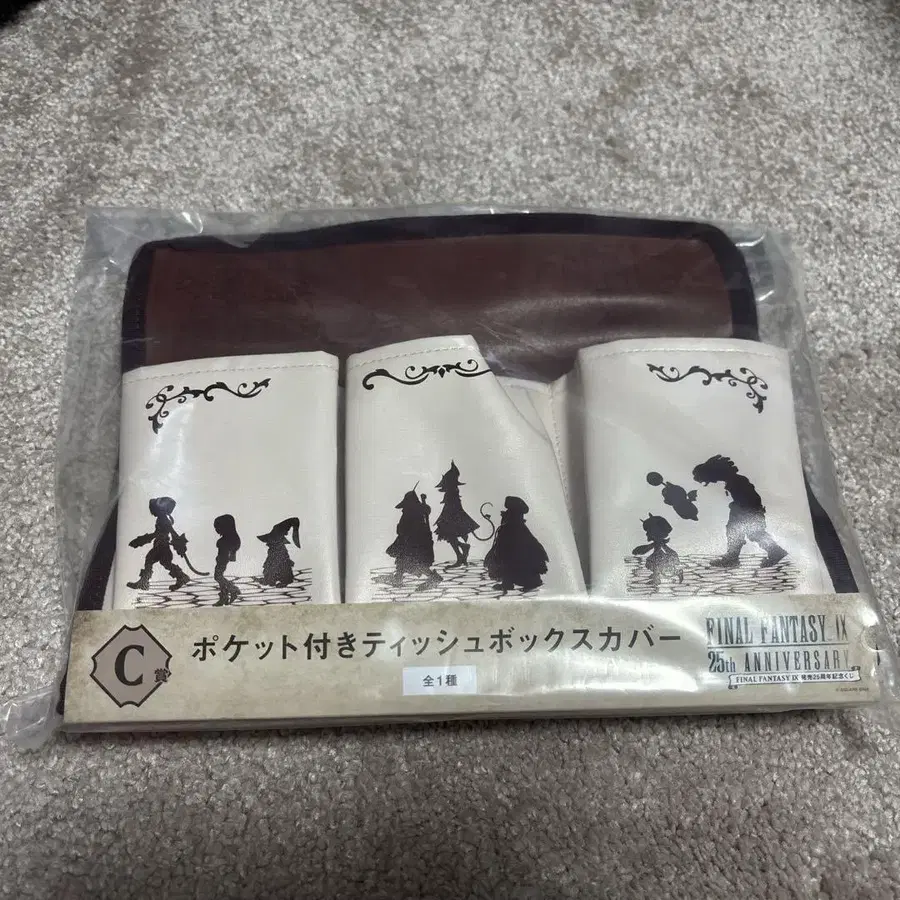 C賞
ポケット付きティッシュボックスカバー
全1種
FINAL FANTASY IX
25th ANNIVERSARY
FINAL FANTASY IX 発売25周年記念くじ